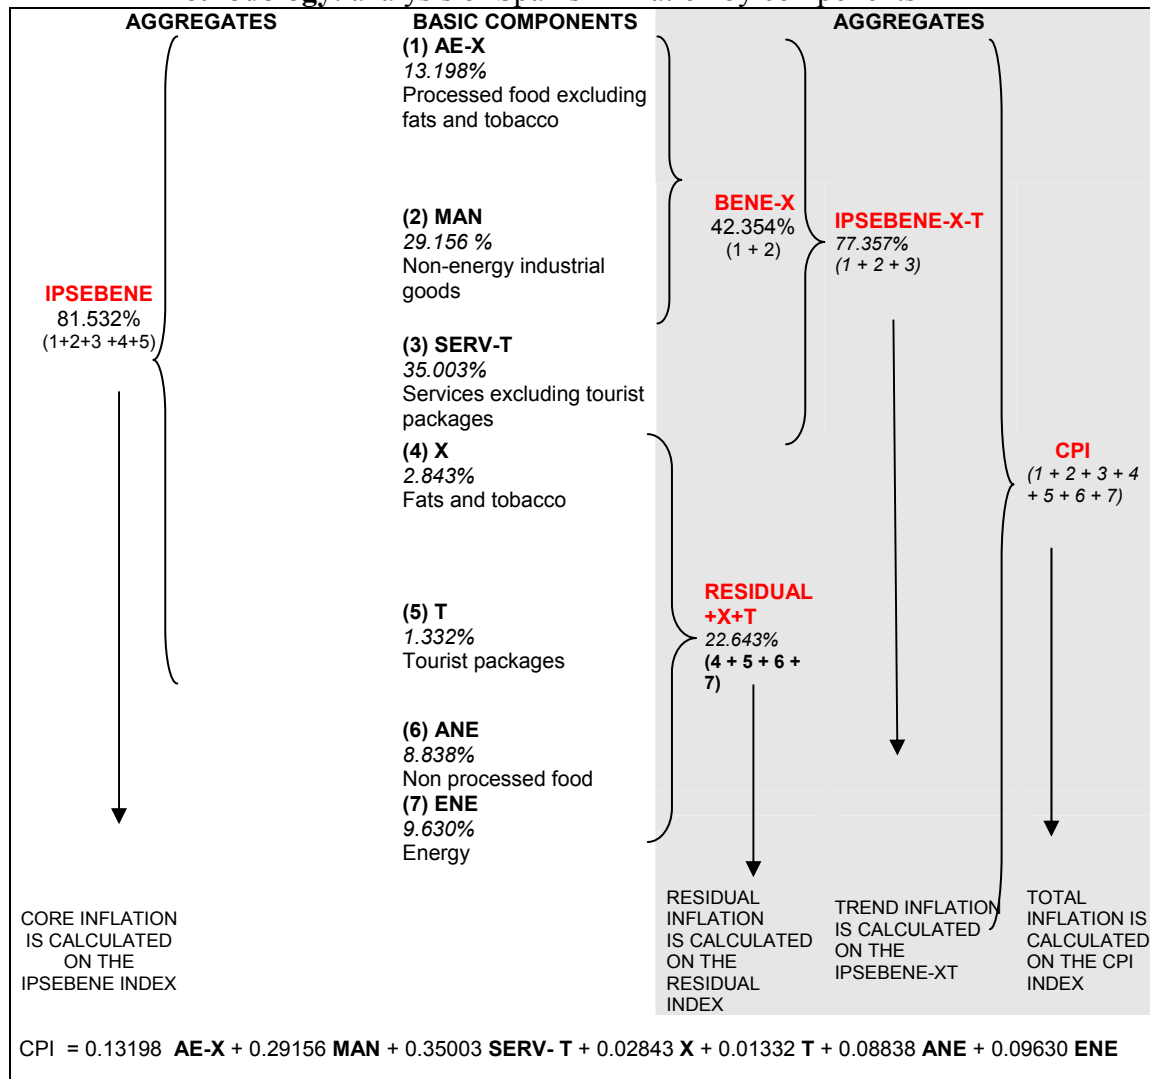 AGGREGATES
BASIC COMPONENTS
AGGREGATES
IPSEBENE
81.532%
(1+2+3 +4+5)
CORE INFLATION
IS CALCULATED
ON THE
IPSEBENE INDEX
(1) AE-X
13.198%
Processed food excluding
fats and tobacco
(2) MAN
29.156 %
Non-energy industrial
goods
(3) SERV-T
35.003%
Services excluding tourist
packages
(4) X
2.843%
Fats and tobacco
(5) T
1.332%
Tourist packages
(6) ANE
8.838%
Non processed food
(7) ENE
9.630%
Energy
BENE-X
42.354%
(1 + 2)
RESIDUAL
+X+T
22.643%
(4 + 5 + 6 +
7)
RESIDUAL
INFLATION
IS CALCULATED
ON THE
RESIDUAL
INDEX
IPSEBENE-X-T
77.357%
(1 + 2 + 3)
TREND INFLATION
IS CALCULATED
ON THE
IPSEBENE-XT
CPI
(1 + 2 + 3 + 4
+ 5 + 6 + 7)
TOTAL
INFLATION IS
CALCULATED
ON THE CPI
INDEX
CPI = 0.13198 AE-X + 0.29156 MAN + 0.35003 SERV- T + 0.02843 X + 0.01332 T + 0.08838 ANE + 0.09630 ENE